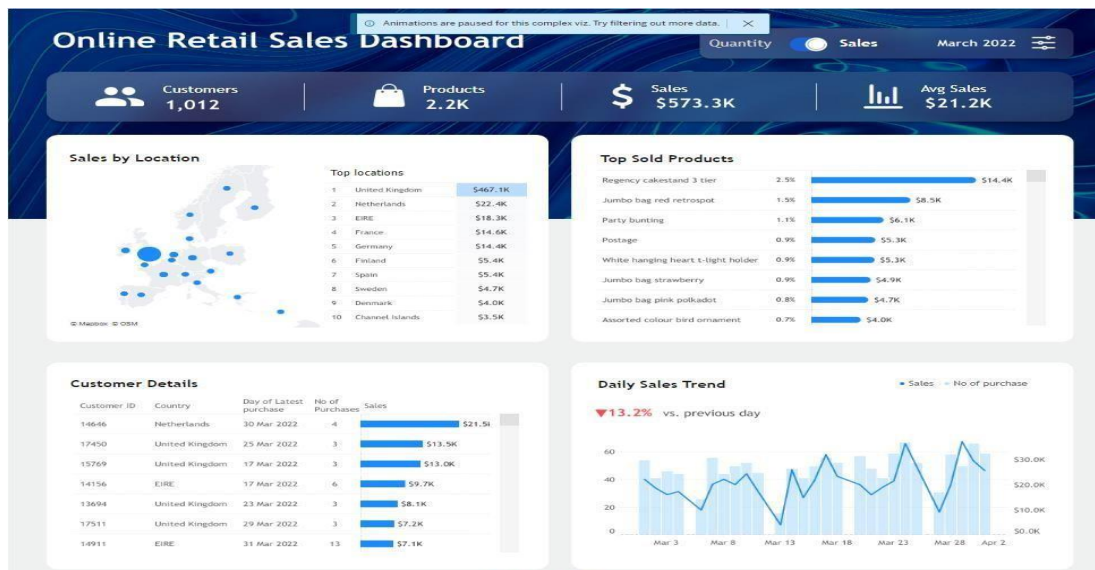 Animations are paused for this complex viz. Try filtering out more data.
Online Retail Sales Dashboard
Quantity Sales March 2022
Customers 1,012
Products 2.2K
Sales $573.3K
Avg Sales $21.2K
Sales by Location
Top locations
1 United Kingdom $467.1K
2 Netherlands $22.4K
3 EIRE $18.3K
4 France $14.6K
5 Germany $14.4K
6 Finland $5.4K
7 Spain $5.4K
8 Sweden $4.7K
9 Denmark $4.0K
10 Channel Islands $3.5K
© Mapbox © OSM
Top Sold Products
Regency cakestand 3 tier 2.5% $14.4K
Jumbo bag red retrospot 1.5% $8.5K
Party bunting 1.1% $6.1K
Postage 0.9% $5.3K
White hanging heart t-light holder 0.9% $5.3K
Jumbo bag strawberry 0.9% $4.9K
Jumbo bag pink polkadot 0.8% $4.7K
Assorted colour bird ornament 0.7% $4.0K
Customer Details
Customer ID Country Day of Latest purchase No of Purchases Sales
14646 Netherlands 30 Mar 2022 4 $21.5
17450 United Kingdom 25 Mar 2022 3 $13.5K
15769 United Kingdom 17 Mar 2022 3 $13.0K
14156 EIRE 17 Mar 2022 6 $9.7K
13694 United Kingdom 23 Mar 2022 3 $8.1K
17511 United Kingdom 29 Mar 2022 3 $7.2K
14911 EIRE 31 Mar 2022 13 $7.1K
Daily Sales Trend
Sales No of purchase
▼13.2% vs. previous day
60
40
20
0
$30.0K
$20.0K
$10.0K
$0.0K
Mar 3 Mar 8 Mar 13 Mar 18 Mar 23 Mar 28 Apr 2